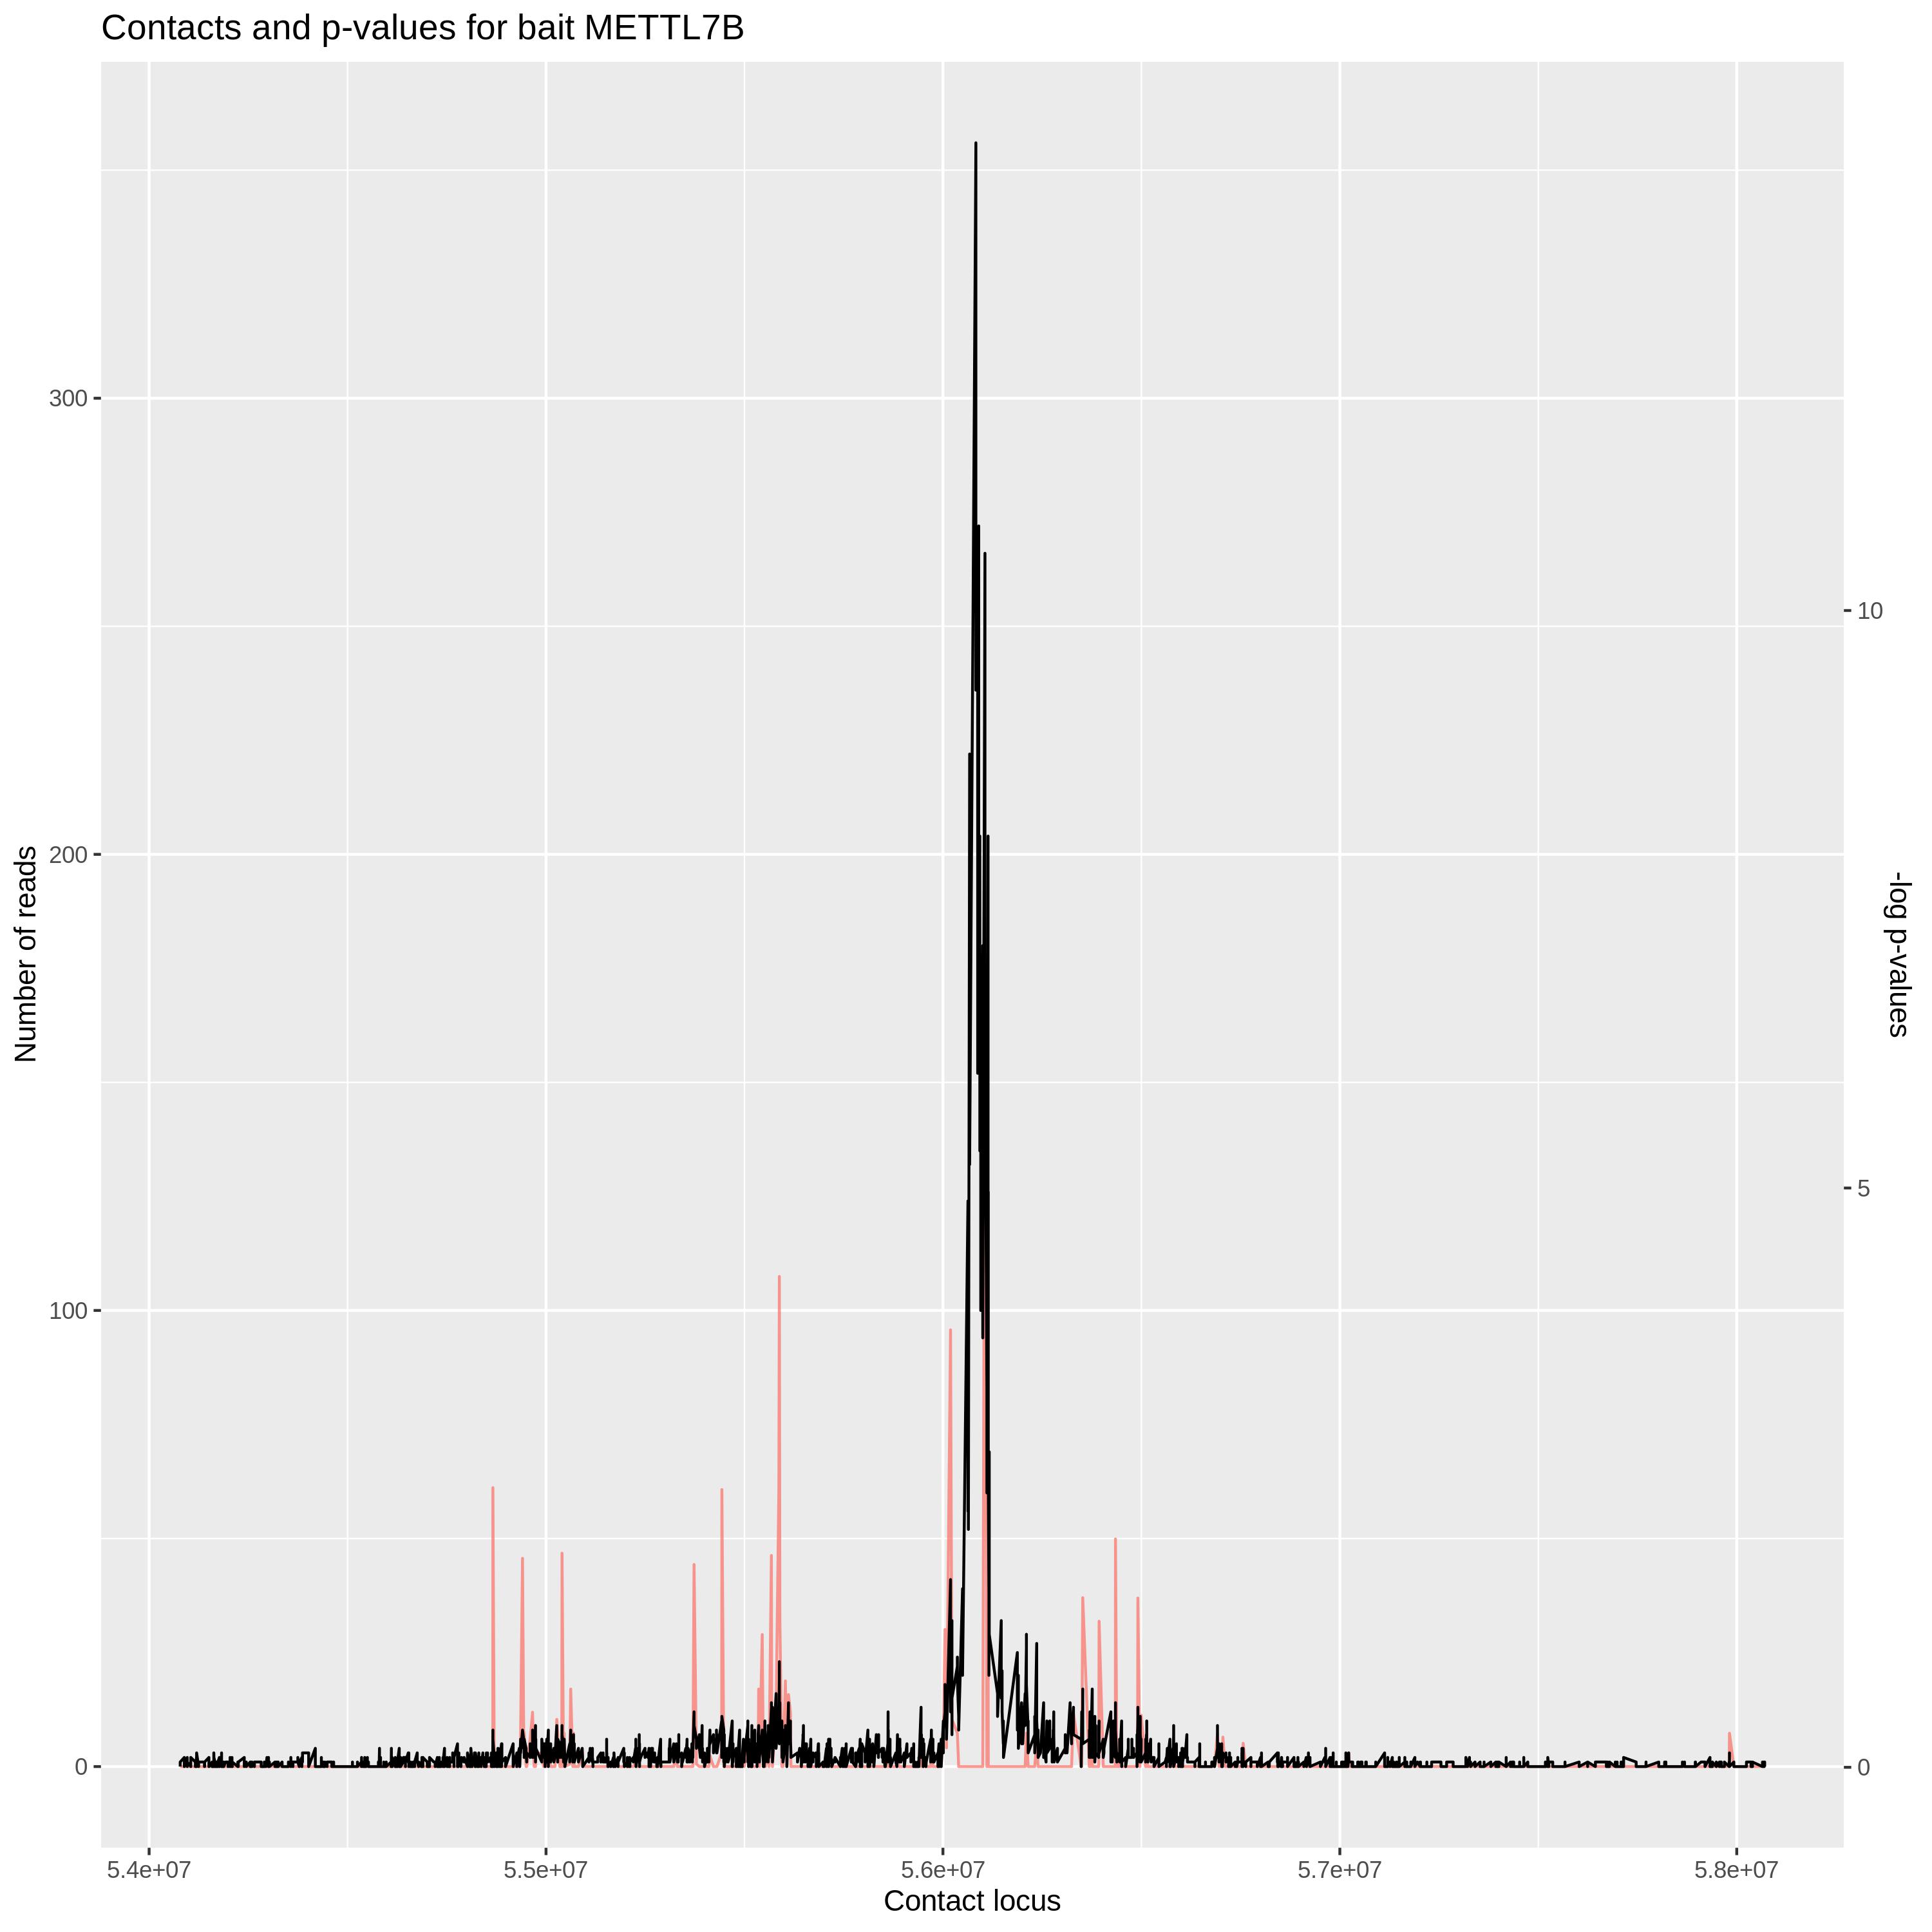 Contacts and p-values for bait METTL7B
300
200
100
0
Number of reads
10
5
0
-log p-values
5.4e+07 5.5e+07 5.6e+07 5.7e+07 5.8e+07
Contact locus